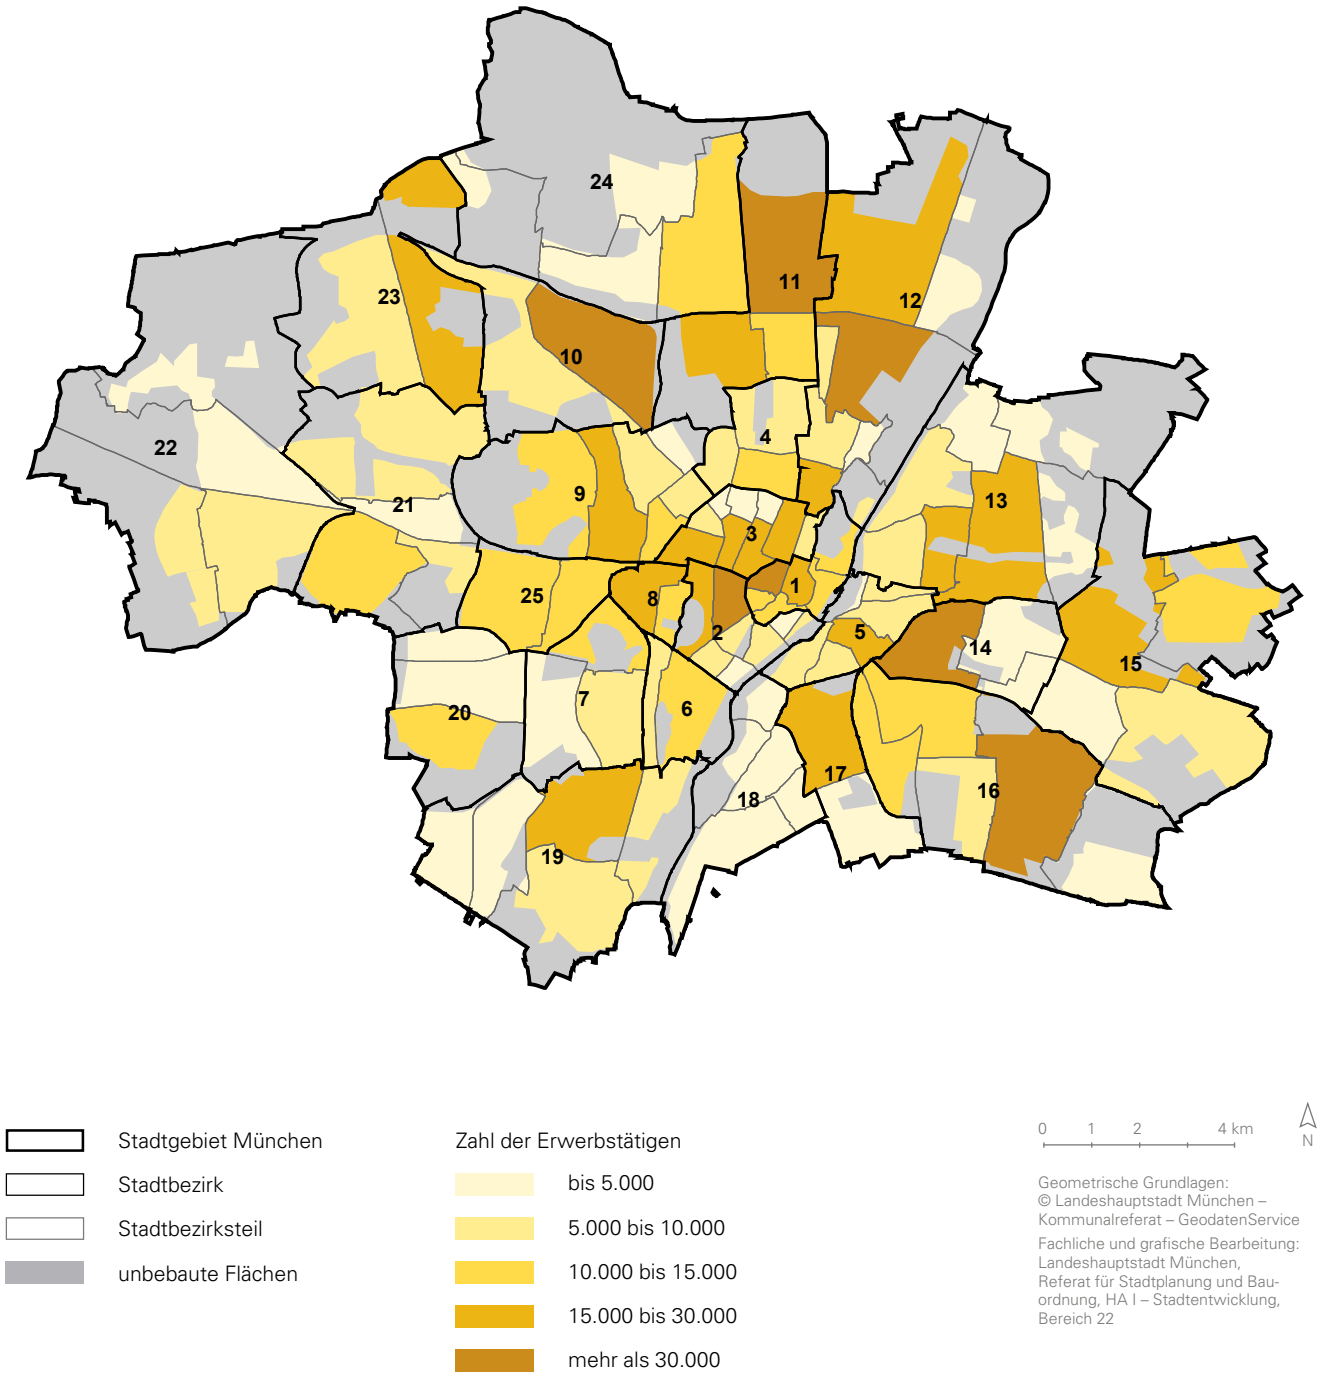 24
11
12
23
10
4
22
9
21
13
3
1
25
8
2
5
14
15
7
6
20
17
16
18
19
Stadtgebiet München
Stadtbezirk
Stadtbezirksteil
unbebaute Flächen
Zahl der Erwerbstätigen
bis 5.000
5.000 bis 10.000
10.000 bis 15.000
15.000 bis 30.000
mehr als 30.000
0 1 2 4 km
N
Geometrische Grundlagen:
© Landeshauptstadt München –
Kommunalreferat – GeodatenService
Fachliche und grafische Bearbeitung:
Landeshauptstadt München,
Referat für Stadtplanung und Bau-
ordnung, HA I – Stadtentwicklung,
Bereich 22